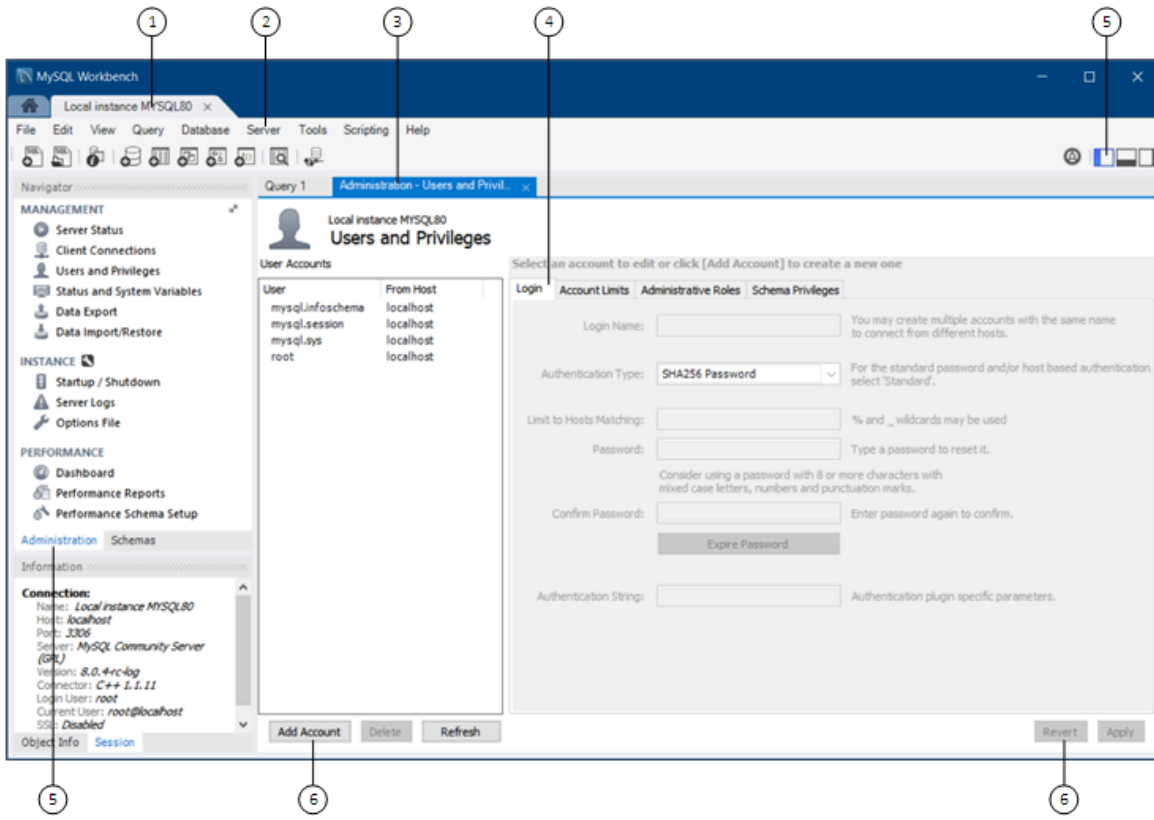 1
2
3
4
5
MySQL Workbench
Local instance MYSQL80
File Edit View Query Database Server Tools Scripting Help
Navigator
MANAGEMENT
Server Status
Client Connections
Users and Privileges
Status and System Variables
Data Export
Data Import/Restore
INSTANCE
Startup / Shutdown
Server Logs
Options File
PERFORMANCE
Dashboard
Performance Reports
Performance Schema Setup
Administration Schemas
Information
Connection:
Name: Local instance MYSQL80
Host: localhost
Port: 3306
Server: MySQL Community Server
(GPL)
Version: 8.0.4-rc-log
Connector: C++ 1.1.11
Login User: root
Current User: root@localhost
SSL: Disabled
Object Info Session
Query 1 Administration - Users and Privil...
Local instance MYSQL80
Users and Privileges
User Accounts
User From Host
mysql.infoschema localhost
mysql.session localhost
mysql.sys localhost
root localhost
Add Account Delete Refresh
Select an account to edit or click [Add Account] to create a new one
Login Account Limits Administrative Roles Schema Privileges
Login Name: You may create multiple accounts with the same name
to connect from different hosts.
Authentication Type: SHA256 Password For the standard password and/or host based authentication
select 'Standard'.
Limit to Hosts Matching: % and _ wildcards may be used
Password: Type a password to reset it.
Consider using a password with 8 or more characters with
mixed case letters, numbers and punctuation marks.
Confirm Password: Enter password again to confirm.
Expire Password
Authentication String: Authentication plugin specific parameters.
Revert Apply
5
6
6